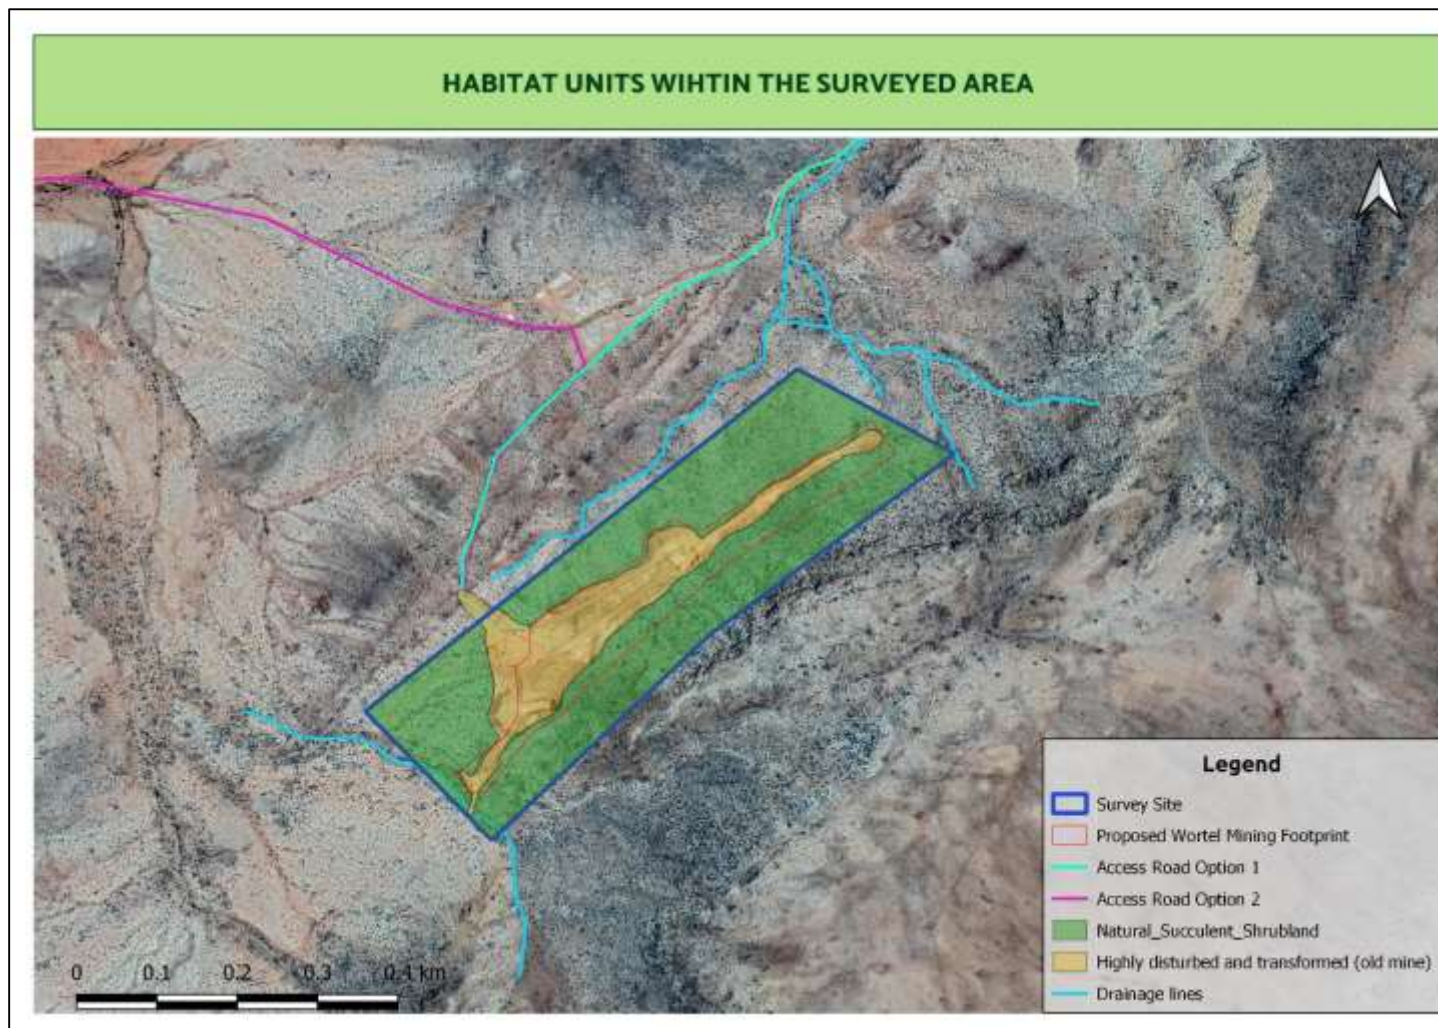 HABITAT UNITS WIHTIN THE SURVEYED AREA
Legend
Survey Site
Proposed Wortel Mining Footprint
Access Road Option 1
Access Road Option 2
Natural_Succulent_Shrubland
Highly disturbed and transformed (old mine)
Drainage lines
0 0.1 0.2 0.3 0.4 km